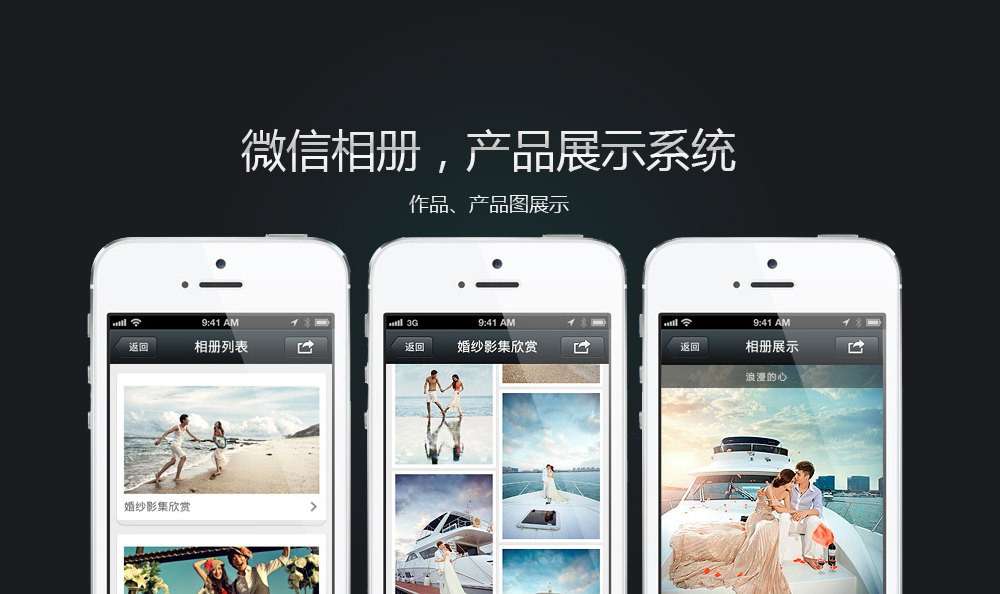 微信相册，产品展示系统
作品、产品图展示
9:41 AM
返回 相册列表
婚纱影集欣赏
3G 9:41 AM
返回 婚纱影集欣赏
9:41 AM
返回 相册展示
浪漫的心